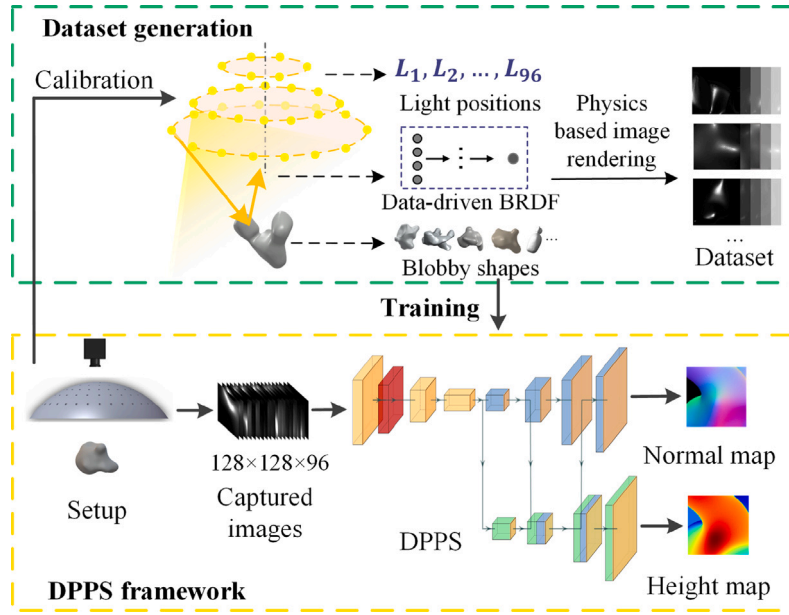 Dataset generation
Calibration
L1, L2, ..., L96
Light positions
Data-driven BRDF
Blobby shapes
...
Physics
based image
rendering
...
Dataset
Training
128×128×96
Setup
Captured
images
DPPS
Normal map
Height map
DPPS framework